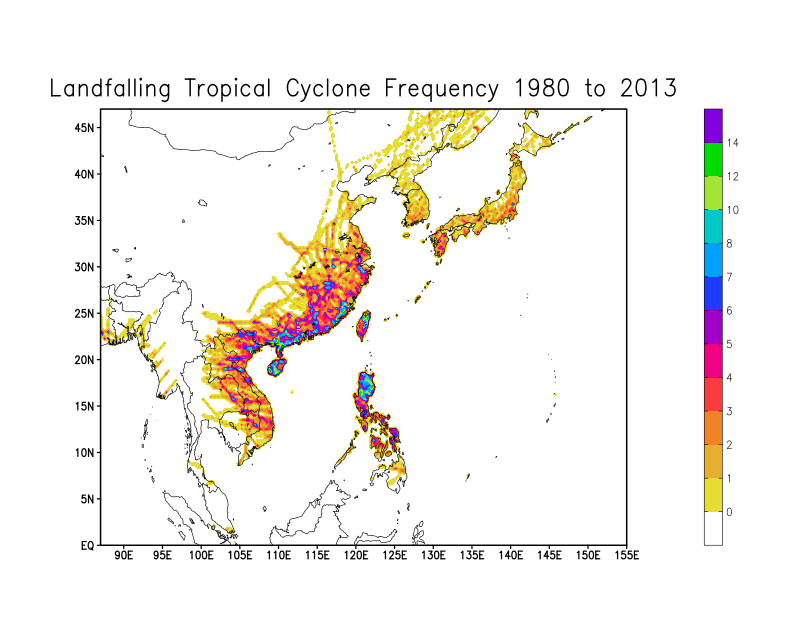 Landfalling Tropical Cyclone Frequency 1980 to 2013
45N
40N
35N
30N
25N
20N
15N
10N
5N
EQ
90E 95E 100E 105E 110E 115E 120E 125E 130E 135E 140E 145E 150E 155E
14
12
10
8
7
6
5
4
3
2
1
0